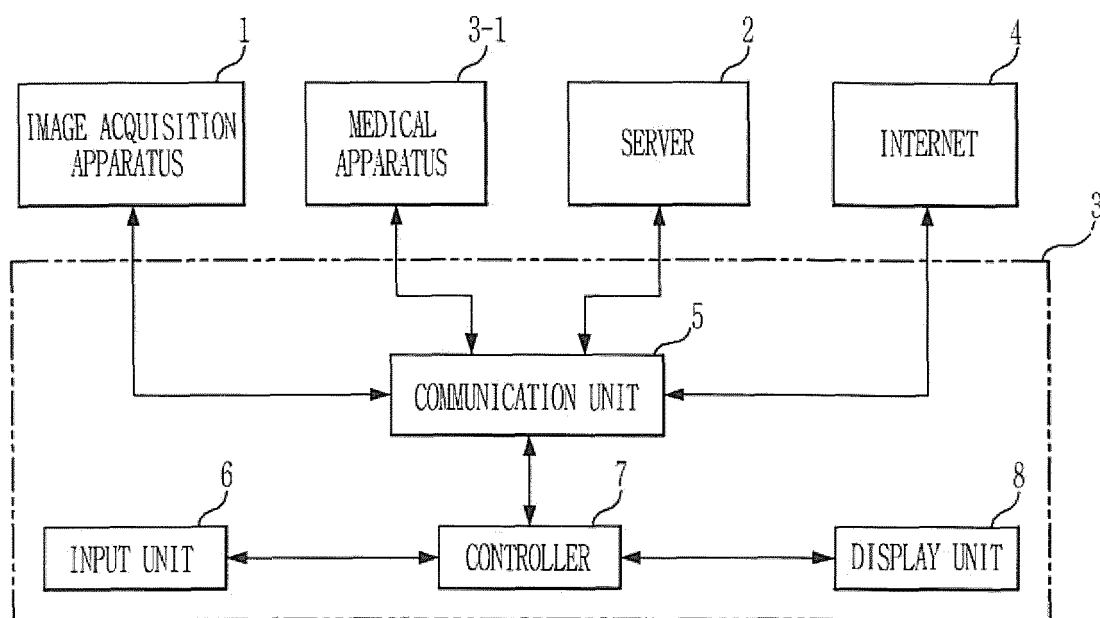 1
3-1
2
4
IMAGE ACQUISITION
APPARATUS
MEDICAL
APPARATUS
SERVER
INTERNET
3
5
COMMUNICATION UNIT
6
7
8
INPUT UNIT
CONTROLLER
DISPLAY UNIT